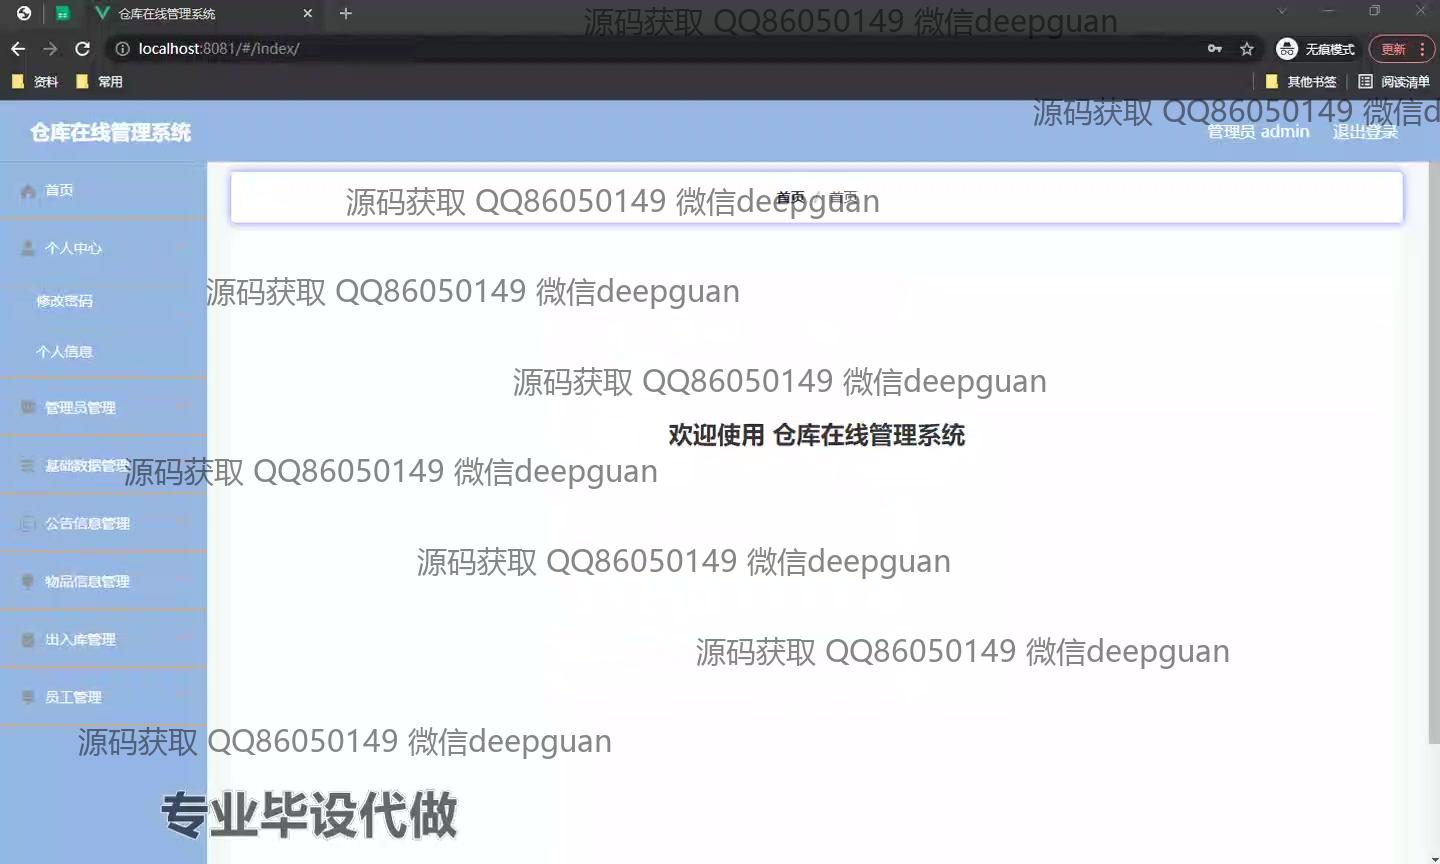 仓库在线管理系统
源码获取 QQ86050149 微信deepguan
localhost:8081/#/Index/
无痕模式
更新
资料
常用
其他书签
阅读清单
源码获取 QQ86050149 微信d
仓库在线管理系统
管理员 admin
退出登录
首页
源码获取 QQ86050149 微信deepguan
首页 / 首页
个人中心
修改密码
源码获取 QQ86050149 微信deepguan
个人信息
源码获取 QQ86050149 微信deepguan
管理员管理
欢迎使用 仓库在线管理系统
基础数据管理
源码获取 QQ86050149 微信deepguan
公告信息管理
源码获取 QQ86050149 微信deepguan
物品信息管理
出入库管理
源码获取 QQ86050149 微信deepguan
员工管理
源码获取 QQ86050149 微信deepguan
专业毕设代做